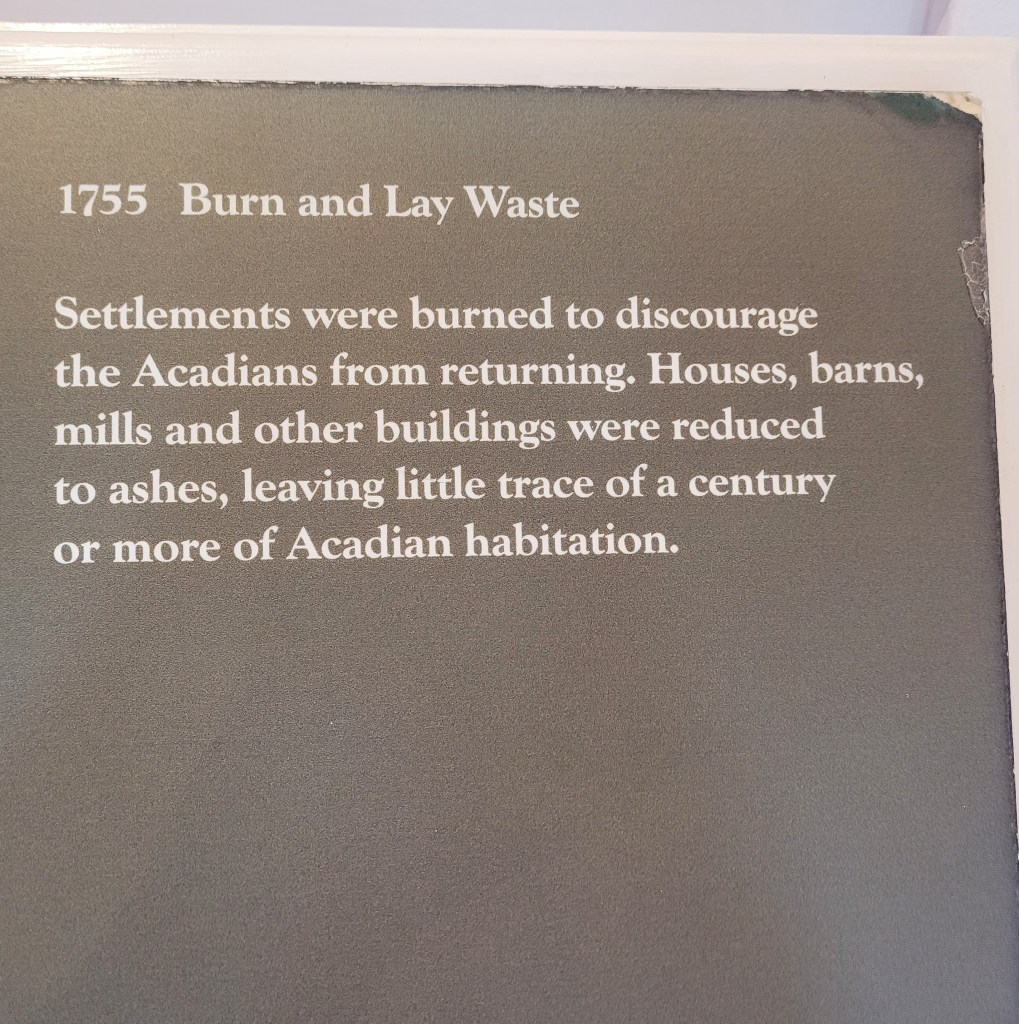 1755 Burn and Lay Waste
Settlements were burned to discourage
the Acadians from returning. Houses, barns,
mills and other buildings were reduced
to ashes, leaving little trace of a century
or more of Acadian habitation.